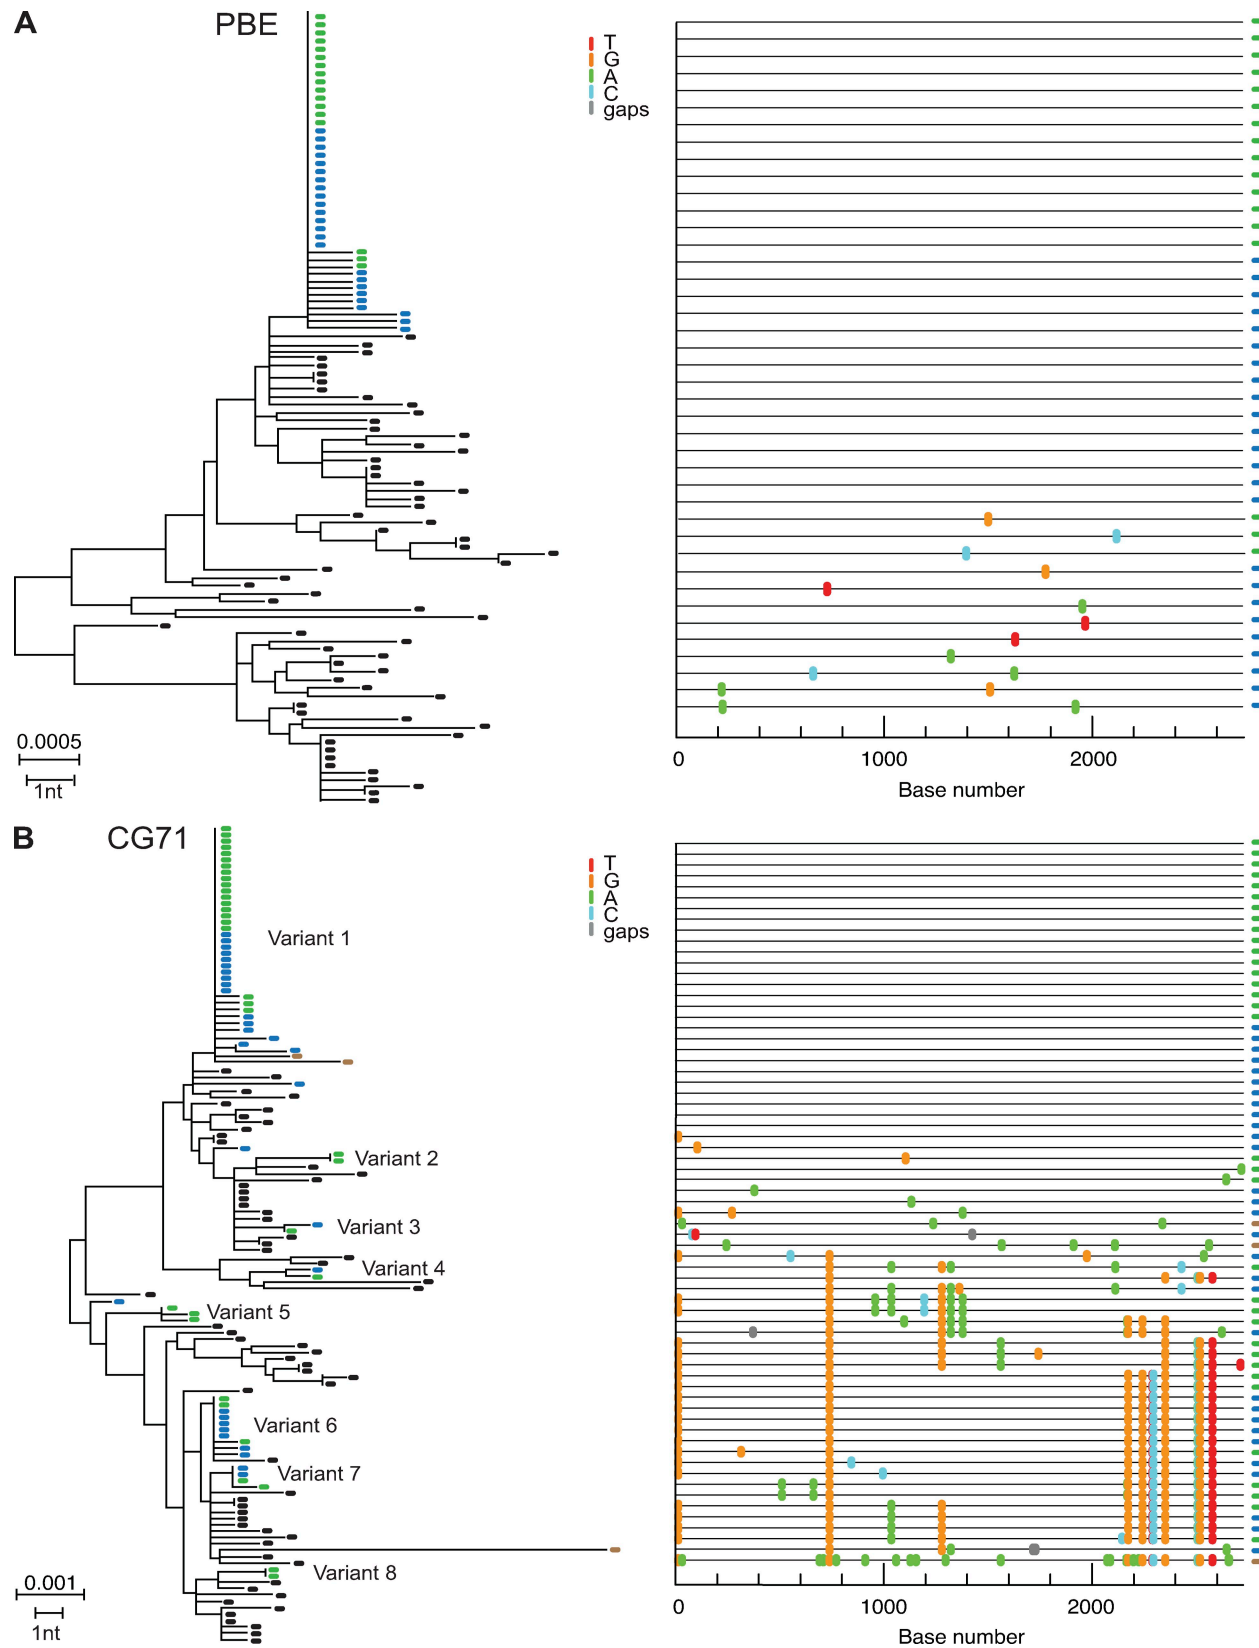 A
PBE
T
G
A
C
gaps
0.0005
1nt
0
1000
2000
Base number
B
CG71
T
G
A
C
gaps
Variant 1
Variant 2
Variant 3
Variant 4
Variant 5
Variant 6
Variant 7
Variant 8
0.001
1nt
0
1000
2000
Base number